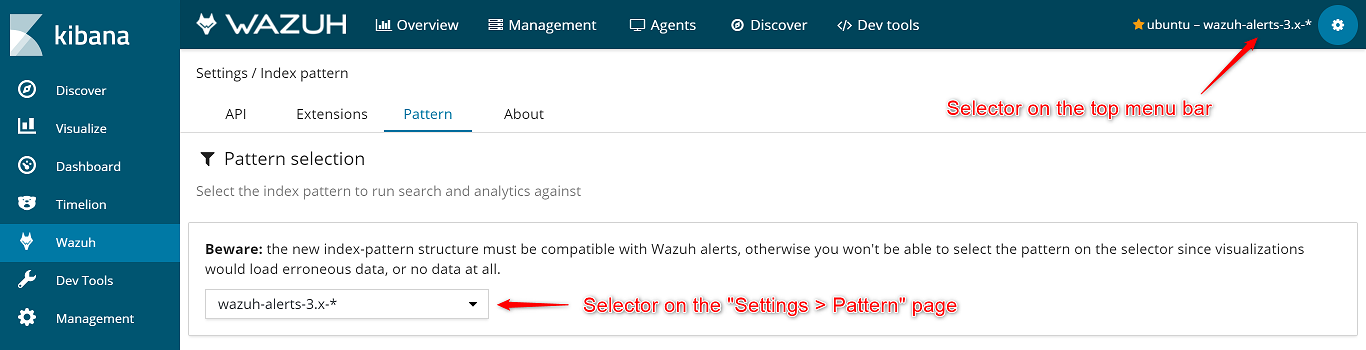 kibana
Discover
Visualize
Dashboard
Timelion
Wazuh
Dev Tools
Management
WAZUH
Overview
Management
Agents
Discover
</> Dev tools
ubuntu – wazuh-alerts-3.x-*
Selector on the top menu bar
Settings / Index pattern
API
Extensions
Pattern
About
Pattern selection
Select the index pattern to run search and analytics against
Beware: the new index-pattern structure must be compatible with Wazuh alerts, otherwise you won't be able to select the pattern on the selector since visualizations
would load erroneous data, or no data at all.
wazuh-alerts-3.x-*
Selector on the "Settings > Pattern" page